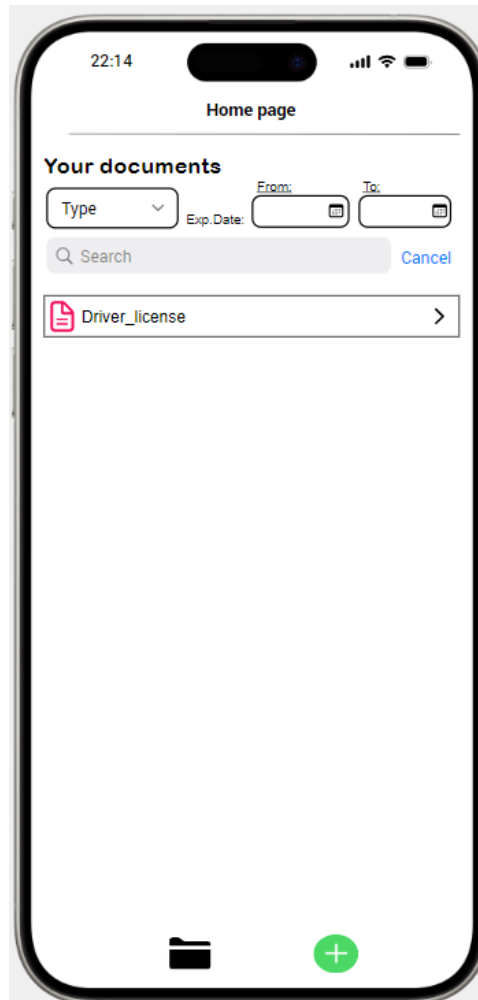 22:14
Home page
Your documents
From: To:
Type Exp.Date:
Search Cancel
Driver_license